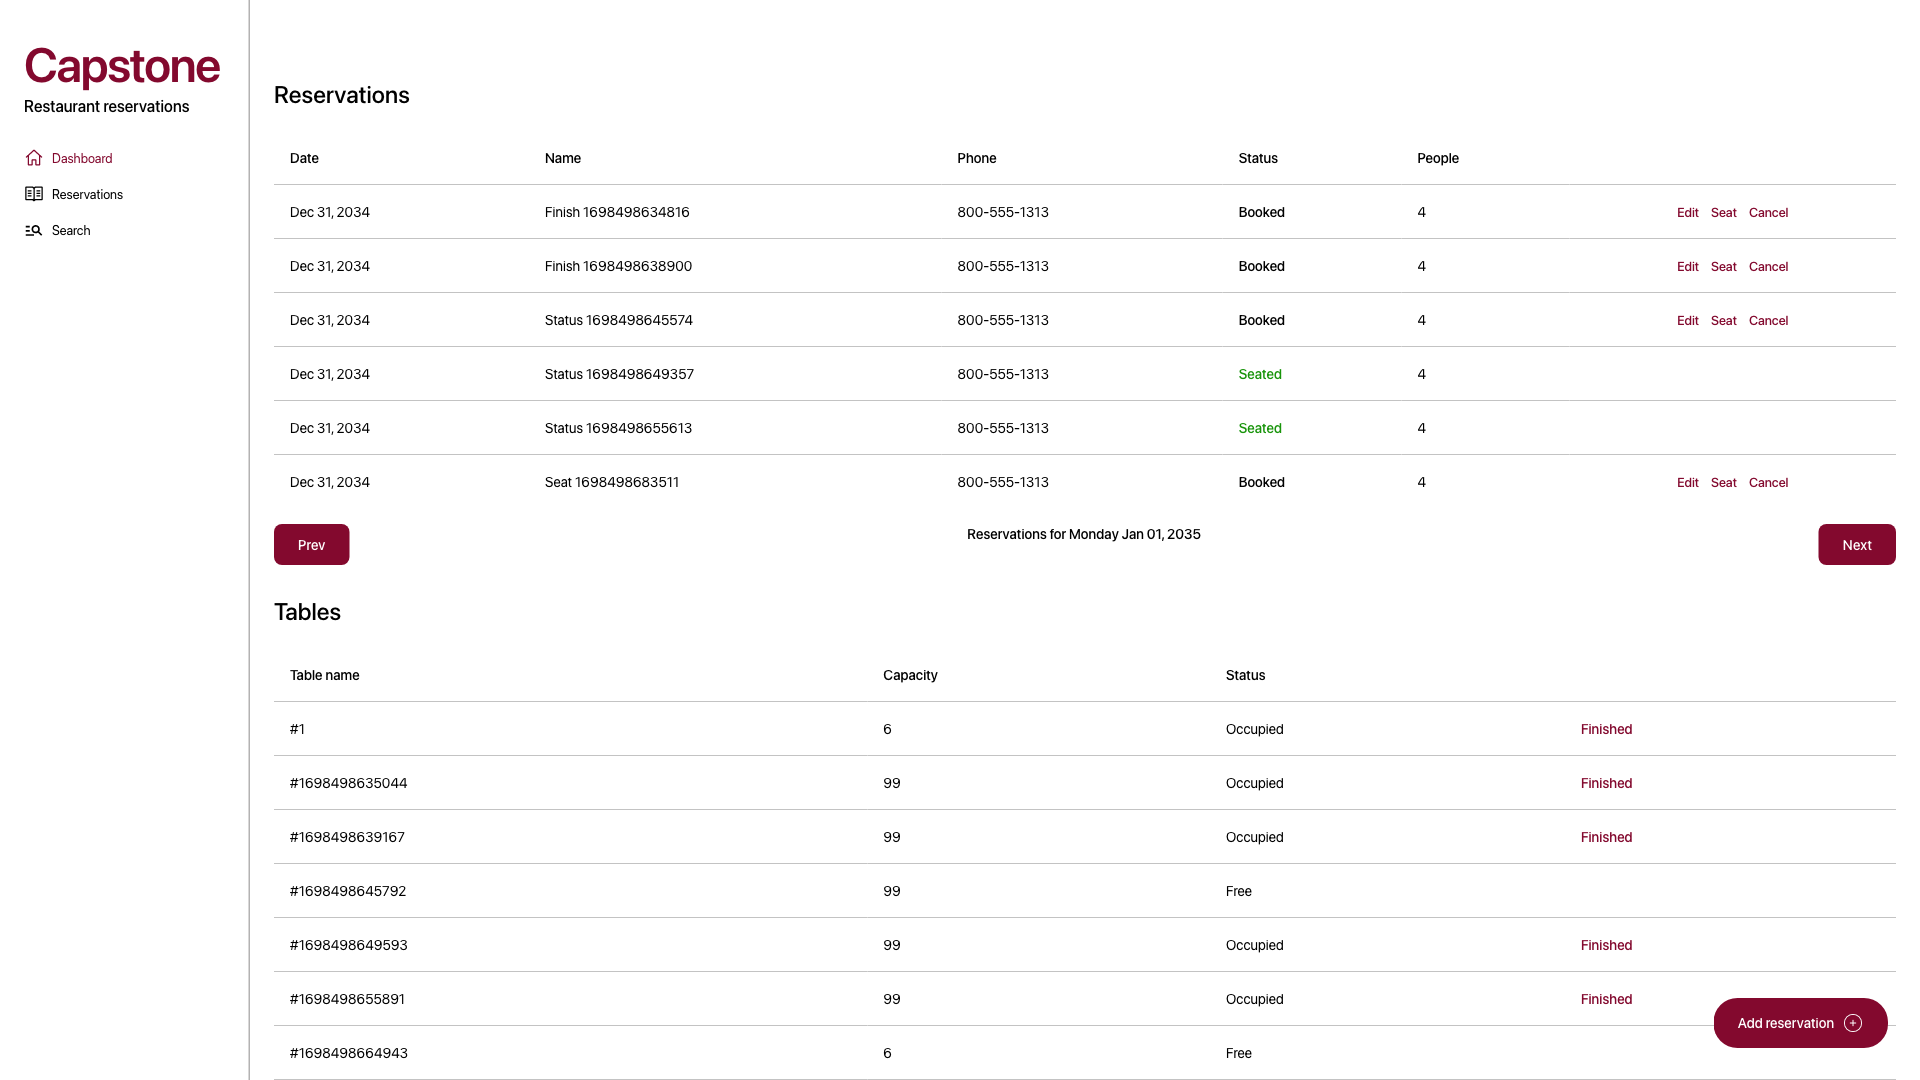 Capstone
Restaurant reservations
Dashboard
Reservations
Search
Reservations
Date Name Phone Status People
Dec 31, 2034 Finish 1698498634816 800-555-1313 Booked 4 Edit Seat Cancel
Dec 31, 2034 Finish 1698498638900 800-555-1313 Booked 4 Edit Seat Cancel
Dec 31, 2034 Status 1698498645574 800-555-1313 Booked 4 Edit Seat Cancel
Dec 31, 2034 Status 1698498649357 800-555-1313 Seated 4
Dec 31, 2034 Status 1698498655613 800-555-1313 Seated 4
Dec 31, 2034 Seat 1698498683511 800-555-1313 Booked 4 Edit Seat Cancel
Prev Reservations for Monday Jan 01, 2035 Next
Tables
Table name Capacity Status
#1 6 Occupied Finished
#1698498635044 99 Occupied Finished
#1698498639167 99 Occupied Finished
#1698498645792 99 Free
#1698498649593 99 Occupied Finished
#1698498655891 99 Occupied Finished
Add reservation
#1698498664943 6 Free